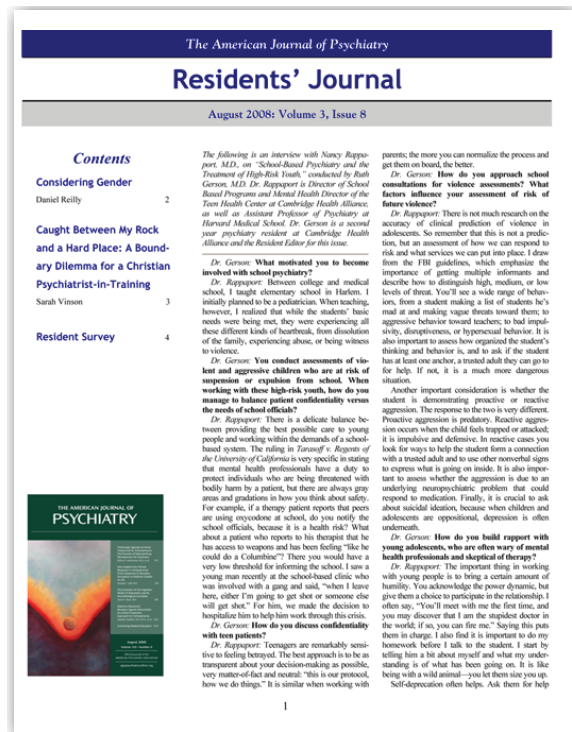 The American Journal of Psychiatry
Residents’ Journal
August 2008: Volume 3, Issue 8
Contents
Considering Gender
Daniel Reilly 2
Caught Between My Rock
and a Hard Place: A Bound-
ary Dilemma for a Christian
Psychiatrist-in-Training
Sarah Vinson 3
Resident Survey 4
THE AMERICAN JOURNAL OF
PSYCHIATRY
August 2008
The following is an interview with Nancy Rappa-
port, M.D., on “School-Based Psychiatry and the
Treatment of High-Risk Youth,” conducted by Ruth
Gerson, M.D. Dr. Rappaport is Director of School
Based Programs and Mental Health Director of the
Teen Health Center at Cambridge Health Alliance,
as well as Assistant Professor of Psychiatry at
Harvard Medical School. Dr. Gerson is a second
year psychiatry resident at Cambridge Health
Alliance and the Resident Editor for this issue.
Dr. Gerson: What motivated you to become
involved with school psychiatry?
Dr. Rappaport: Between college and medical
school, I taught elementary school in Harlem. I
initially planned to be a pediatrician. When teaching,
however, I realized that while the students’ basic
needs were being met, they were experiencing all
these different kinds of heartbreak, from dissolution
of the family, experiencing abuse, or being witness
to violence.
Dr. Gerson: You conduct assessments of vio-
lent and aggressive children who are at risk of
suspension or expulsion from school. When
working with these high-risk youth, how do you
manage to balance patient confidentiality versus
the needs of school officials?
Dr. Rappaport: There is a delicate balance be-
tween providing the best possible care to young
people and working within the demands of a school-
based system. The ruling in Tarasoff v. Regents of
the University of California is very specific in stating
that mental health professionals have a duty to
protect individuals who are being threatened with
bodily harm by a patient, but there are always gray
areas and gradations in how you think about safety.
For example, if a therapy patient reports that peers
are using oxycodone at school, do you notify the
school officials, because it is a health risk? What
about a patient who reports to his therapist that he
has access to weapons and has been feeling “like he
could do a Columbine”? There you would have a
very low threshold for informing the school. I saw a
young man recently at the school-based clinic who
was involved with a gang and said, “when I leave
here, either I’m going to get shot or someone else
will get shot.” For him, we made the decision to
hospitalize him to help him work through this crisis.
Dr. Gerson: How do you discuss confidentiality
with teen patients?
Dr. Rappaport: Teenagers are remarkably sensi-
tive to feeling betrayed. The best approach is to be as
transparent about your decision-making as possible,
very matter-of-fact and neutral: “this is our protocol,
how we do things.” It is similar when working with
parents; the more you can normalize the process and
get them on board, the better.
Dr. Gerson: How do you approach school
consultations for violence assessments? What
factors influence your assessment of risk of
future violence?
Dr. Rappaport: There is not much research on the
accuracy of clinical prediction of violence in
adolescents. So remember that this is not a predic-
tion, but an assessment of how we can respond to
risk and what services we can put into place. I draw
from the FBI guidelines, which emphasize the
importance of getting multiple informants and
describe how to distinguish high, medium, or low
levels of threat. You’ll see a wide range of behav-
iors, from a student making a list of students he’s
mad at and making vague threats toward them; to
aggressive behavior toward teachers; to bad impul-
sivity, disruptiveness, or hyperactive behavior. It is
also important to assess how organized the student’s
thinking and behavior is, and to ask if the student
has at least one anchor, a trusted adult they can go to
for help. If not, it is a much more dangerous
situation.
Another important consideration is whether the
student is demonstrating proactive or reactive
aggression. The response to the two is very different.
Proactive aggression is predatory. Reactive aggres-
sion occurs when the child feels trapped or attacked;
it is impulsive and defensive. In reactive cases you
look for ways to help the student form a connection
with a trusted adult and to use other nonverbal signs
to express what is going on inside. It is also impor-
tant to assess whether the aggression is due to an
underlying neuropsychiatric problem that could
respond to medication. Finally, it is crucial to ask
about suicidal ideation, because when children and
adolescents are oppositional, depression is often
underneath.
Dr. Gerson: How do you build rapport with
young adolescents, who are often wary of mental
health professionals and skeptical of therapy?
Dr. Rappaport: The important thing in working
with young people is to bring a certain amount of
humility. You acknowledge the power dynamic, but
give them a choice to participate in the relationship. I
often say, “You’ll meet with me the first time, and
you may discover that I am the stupidest doctor in
the world; if so, you can fire me.” Saying this puts
them in charge. I also find it is important to do my
homework before I talk to the student. I start by
telling him a bit about myself and what my under-
standing is of what has been going on. It is like
being with a wild animal—you let them size you up.
Self-deprecation often helps. Ask them for help
1